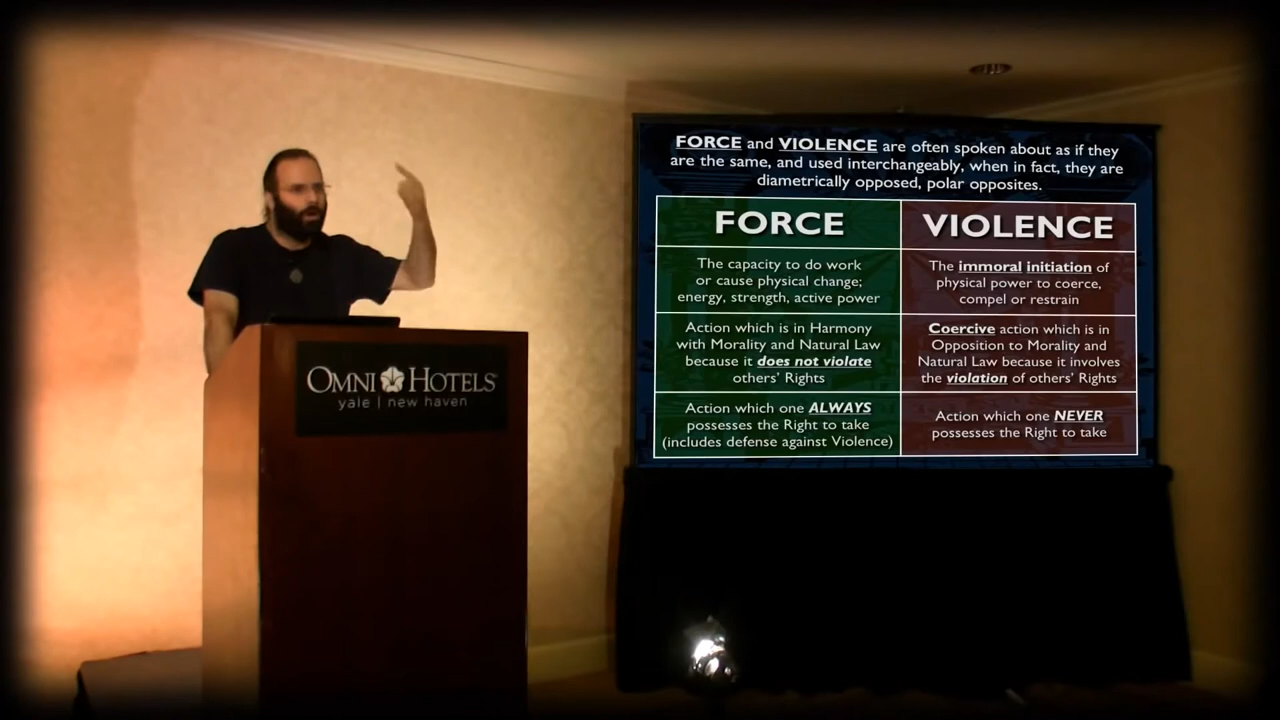 OMNI HOTELS
yale | new haven
FORCE and VIOLENCE are often spoken about as if they
are the same, and used interchangeably, when in fact, they are
diametrically opposed, polar opposites.
FORCE
VIOLENCE
The capacity to do work
or cause physical change;
energy, strength, active power
The immoral initiation of
physical power to coerce,
compel or restrain
Action which is in Harmony
with Morality and Natural Law
because it does not violate
others' Rights
Coercive action which is in
Opposition to Morality and
Natural Law because it involves
the violation of others' Rights
Action which one ALWAYS
possesses the Right to take
(includes defense against Violence)
Action which one NEVER
possesses the Right to take